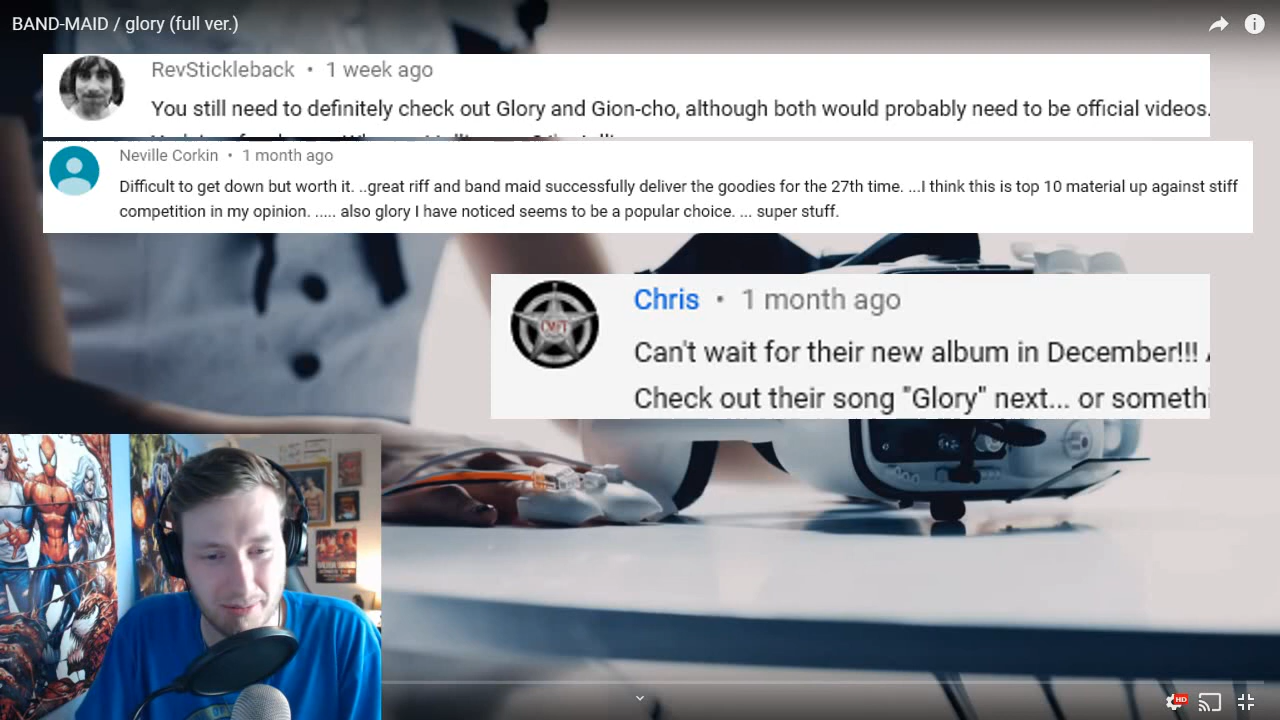 BAND-MAID / glory (full ver.)
RevStickleback • 1 week ago
You still need to definitely check out Glory and Gion-cho, although both would probably need to be official videos.
Neville Corkin • 1 month ago
Difficult to get down but worth it. ..great riff and band maid successfully deliver the goodies for the 27th time. ...I think this is top 10 material up against stiff
competition in my opinion. ..... also glory I have noticed seems to be a popular choice. ... super stuff.
Chris • 1 month ago
Can't wait for their new album in December!!!
Check out their song "Glory" next... or somethi
HD